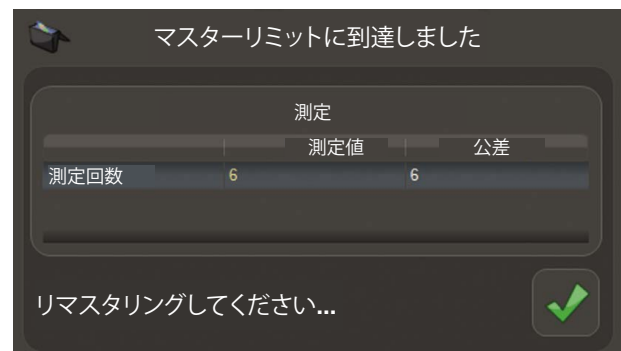 マスターリミットに到達しました
測定
測定値 公差
測定回数 6 6
リマスタリングしてください...